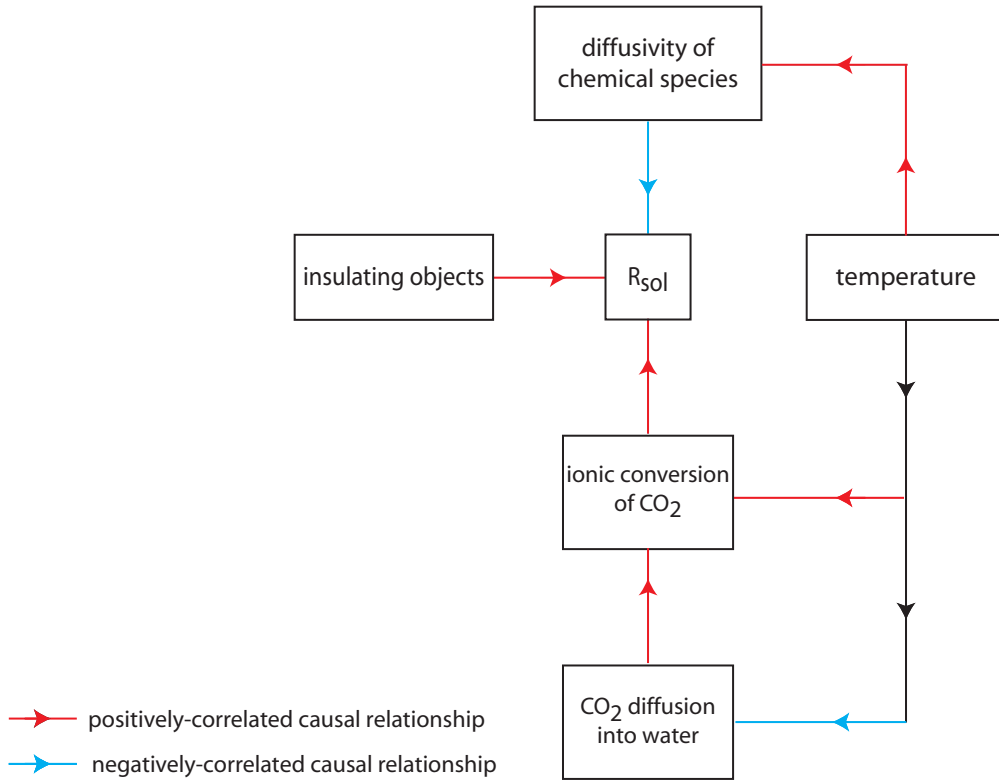 diffusivity of
chemical species
insulating objects
R_sol
temperature
ionic conversion
of CO₂
CO₂ diffusion
into water
positively-correlated causal relationship
negatively-correlated causal relationship